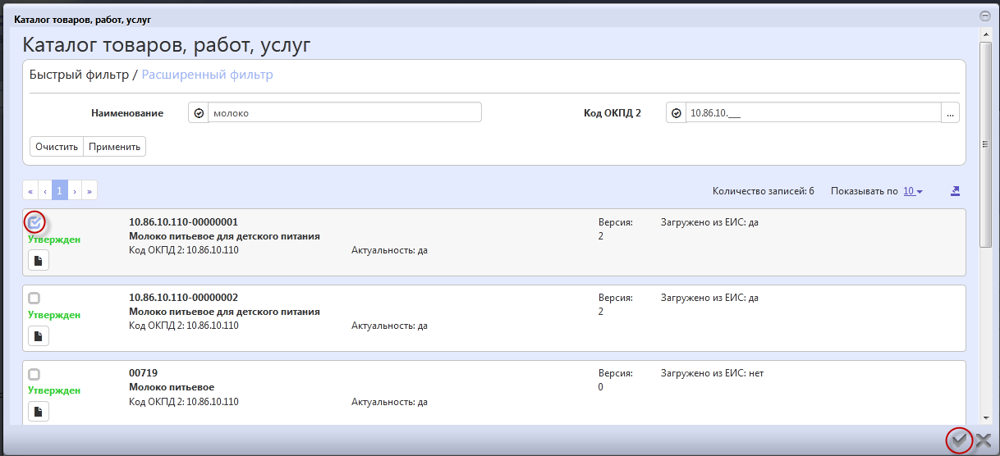 Каталог товаров, работ, услуг
Каталог товаров, работ, услуг
Быстрый фильтр / Расширенный фильтр
Наименование молоко Код ОКПД 2 10.86.10.___ ...
Очистить Применить
« ‹ 1 › » Количество записей: 6 Показывать по 10
10.86.10.110-00000001 Версия: Загружено из ЕИС: да
Утвержден Молоко питьевое для детского питания 2
Код ОКПД 2: 10.86.10.110 Актуальность: да
10.86.10.110-00000002 Версия: Загружено из ЕИС: да
Утвержден Молоко питьевое для детского питания 2
Код ОКПД 2: 10.86.10.110 Актуальность: да
00719 Версия: Загружено из ЕИС: нет
Утвержден Молоко питьевое 0
Код ОКПД 2: 10.86.10.110 Актуальность: да